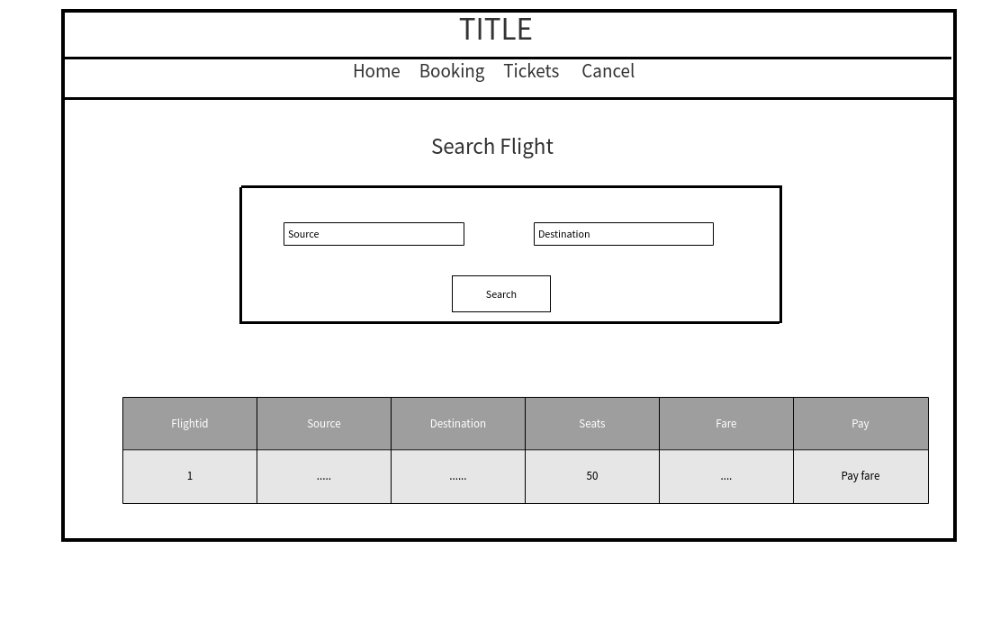 TITLE
Home Booking Tickets Cancel
Search Flight
Source Destination
Search
Flightid Source Destination Seats Fare Pay
1 ..... ...... 50 .... Pay fare